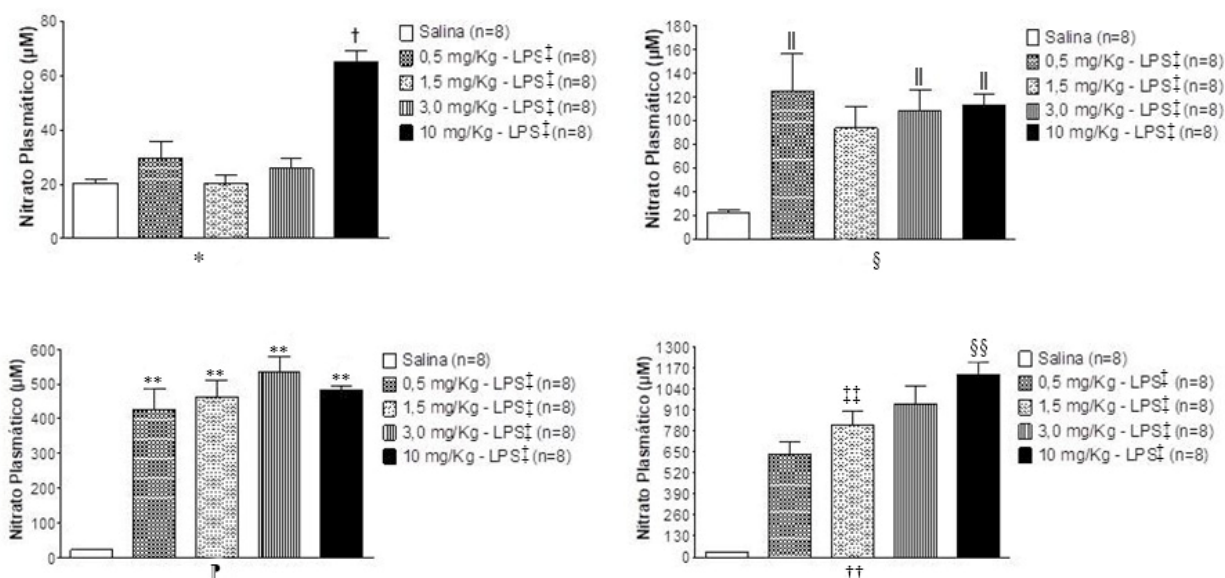 Nitrato Plasmático (µM)
80
60
40
20
0
†
*
Salina (n=8)
0,5 mg/Kg - LPS‡ (n=8)
1,5 mg/Kg - LPS‡ (n=8)
3,0 mg/Kg - LPS‡ (n=8)
10 mg/Kg - LPS‡ (n=8)
Nitrato Plasmático (µM)
180
160
140
120
100
80
60
40
20
0
‖
‖
‖
§
Salina (n=8)
0,5 mg/Kg - LPS‡ (n=8)
1,5 mg/Kg - LPS‡ (n=8)
3,0 mg/Kg - LPS‡ (n=8)
10 mg/Kg - LPS‡ (n=8)
Nitrato Plasmático (µM)
600
500
400
300
200
100
0
**
**
**
**
⁋
Salina (n=8)
0,5 mg/Kg - LPS‡ (n=8)
1,5 mg/Kg - LPS‡ (n=8)
3,0 mg/Kg - LPS‡ (n=8)
10 mg/Kg - LPS‡ (n=8)
Nitrato Plasmático (µM)
1300
1170
1040
910
780
650
520
390
260
130
0
‡‡
§§
††
Salina (n=8)
0,5 mg/Kg - LPS‡ (n=8)
1,5 mg/Kg - LPS‡ (n=8)
3,0 mg/Kg - LPS‡ (n=8)
10 mg/Kg - LPS‡ (n=8)